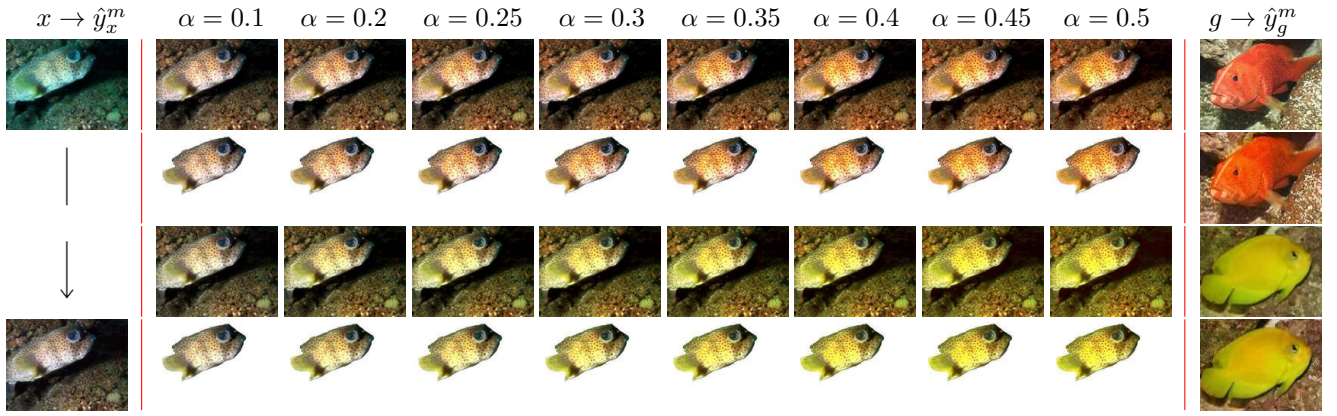 x → ŷ_x^m α = 0.1 α = 0.2 α = 0.25 α = 0.3 α = 0.35 α = 0.4 α = 0.45 α = 0.5 g → ŷ_g^m